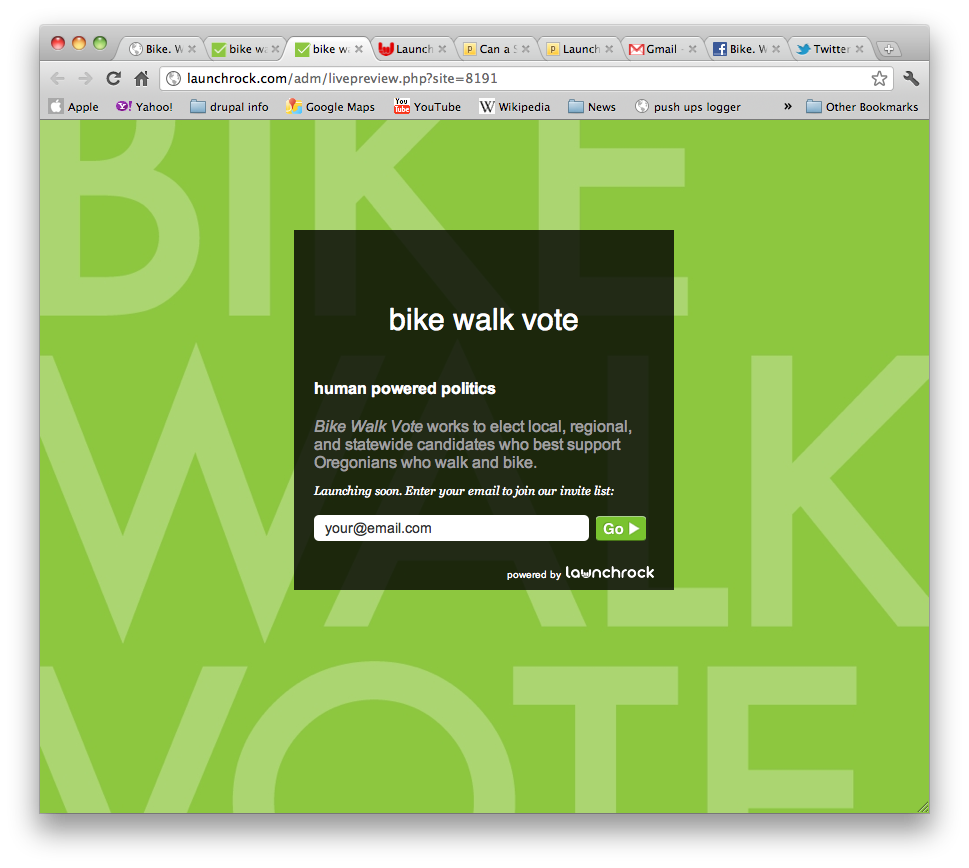 Bike. W
bike wa
bike wa
Launch
Can a S
Launch
Gmail -
Bike. W
Twitter
launchrock.com/adm/livepreview.php?site=8191
Apple
Yahoo!
drupal info
Google Maps
You Tube
YouTube
W
Wikipedia
News
push ups logger
»
Other Bookmarks
BIKE
WALK
VOTE
bike walk vote
human powered politics
Bike Walk Vote works to elect local, regional,
and statewide candidates who best support
Oregonians who walk and bike.
Launching soon. Enter your email to join our invite list:
your@email.com
Go
powered by launchrock